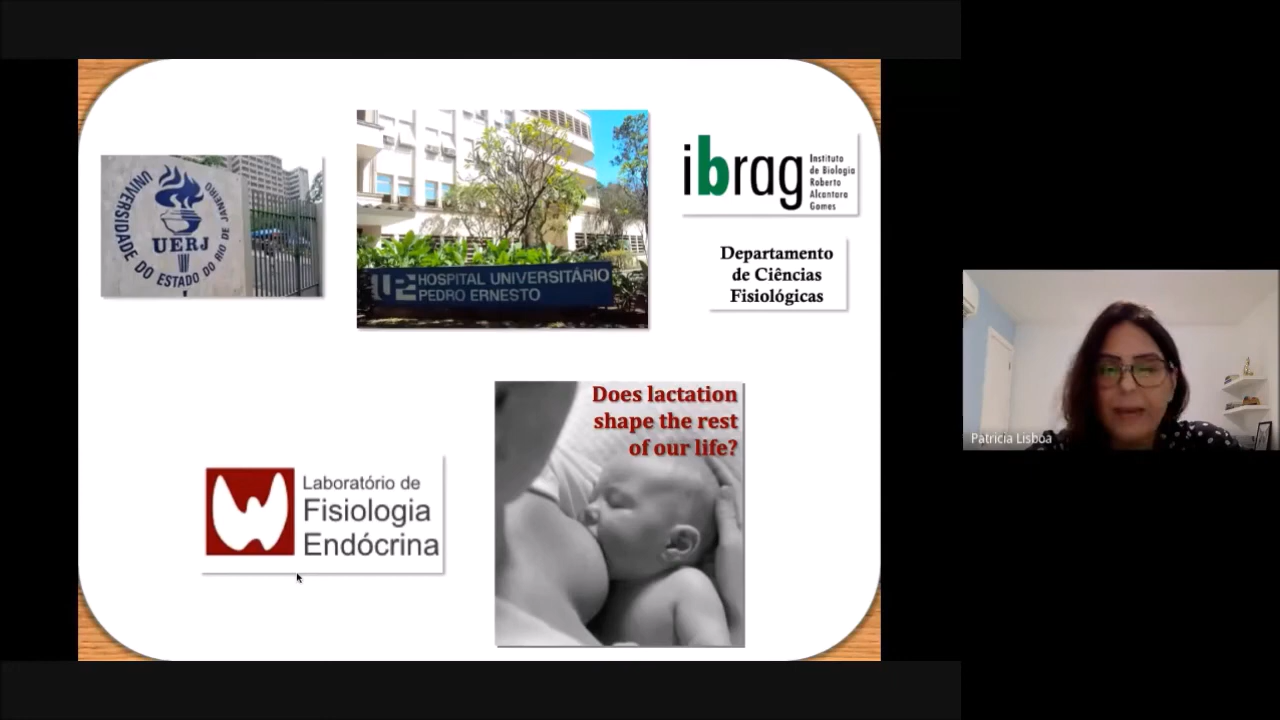 UNIVERSIDADE DO ESTADO DO RIO DE JANEIRO
UERJ
UPE HOSPITAL UNIVERSITÁRIO
PEDRO ERNESTO
ibrag
Instituto
de Biologia
Roberto
Alcantara
Gomes
Departamento
de Ciências
Fisiológicas
Laboratório de
Fisiologia
Endócrina
Does lactation
shape the rest
of our life?
Patricia Lisboa